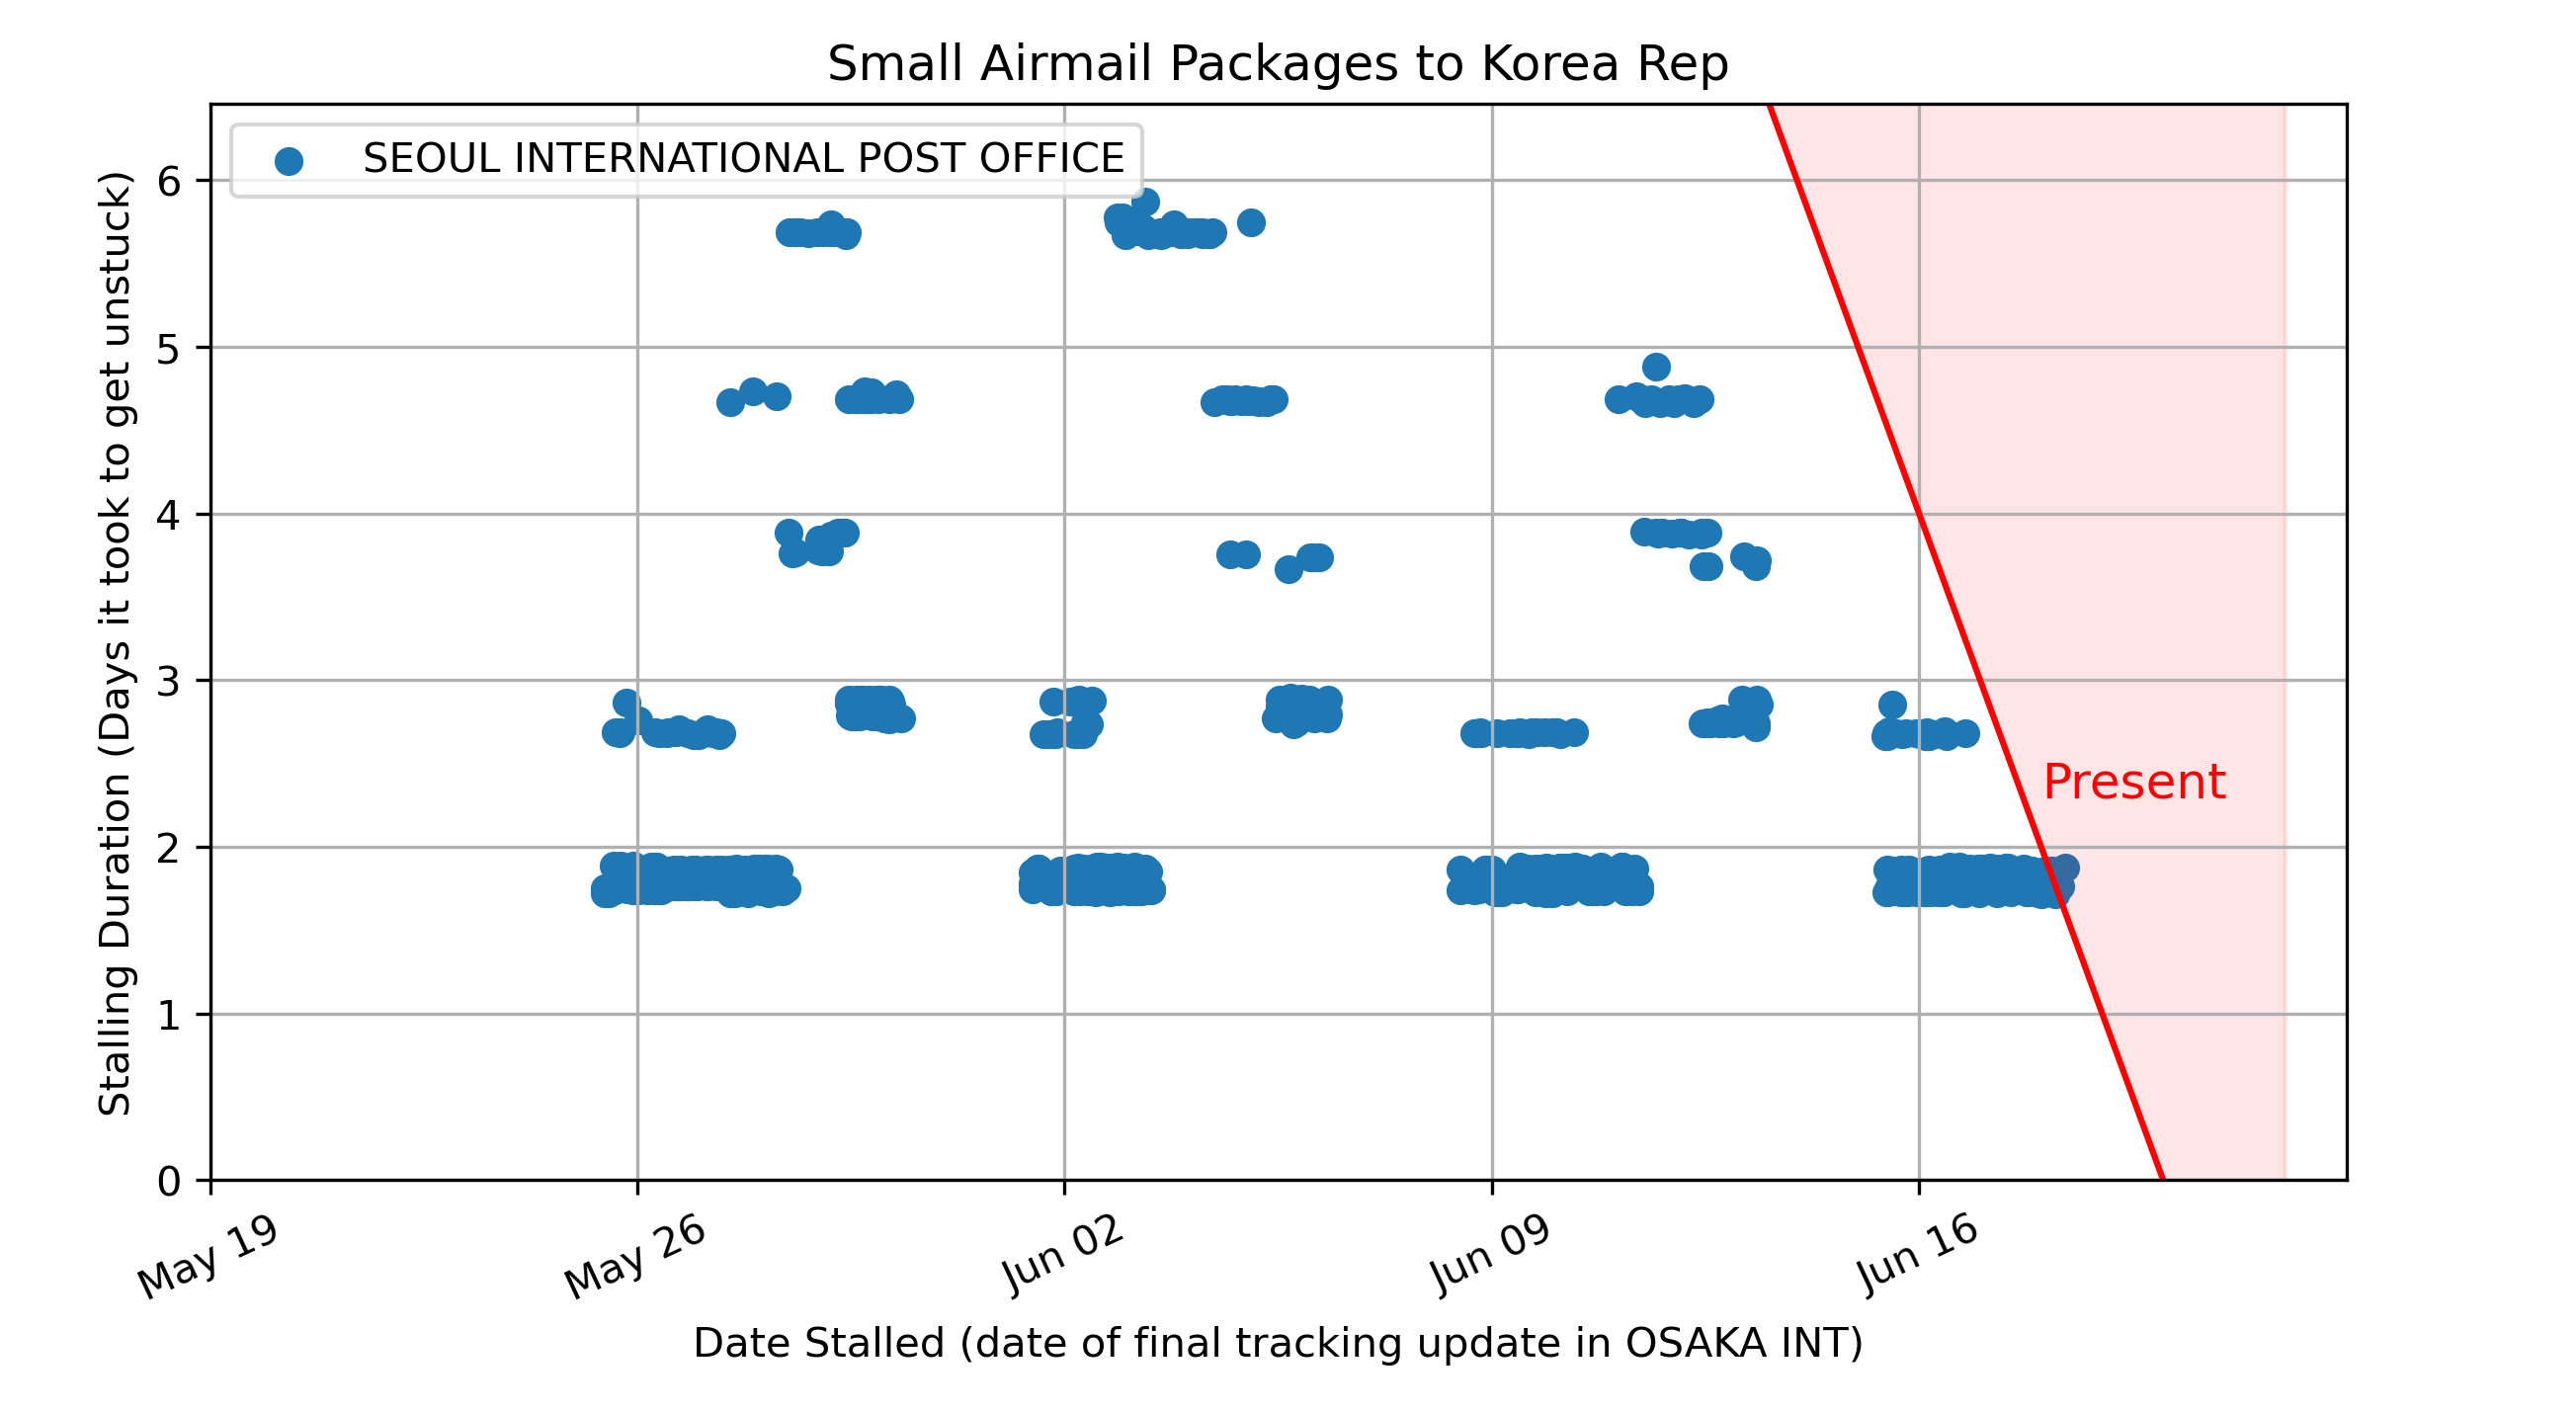 Small Airmail Packages to Korea Rep
SEOUL INTERNATIONAL POST OFFICE
Stalling Duration (Days it took to get unstuck)
6
5
4
3
2
1
0
Present
May 19
May 26
Jun 02
Jun 09
Jun 16
Date Stalled (date of final tracking update in OSAKA INT)